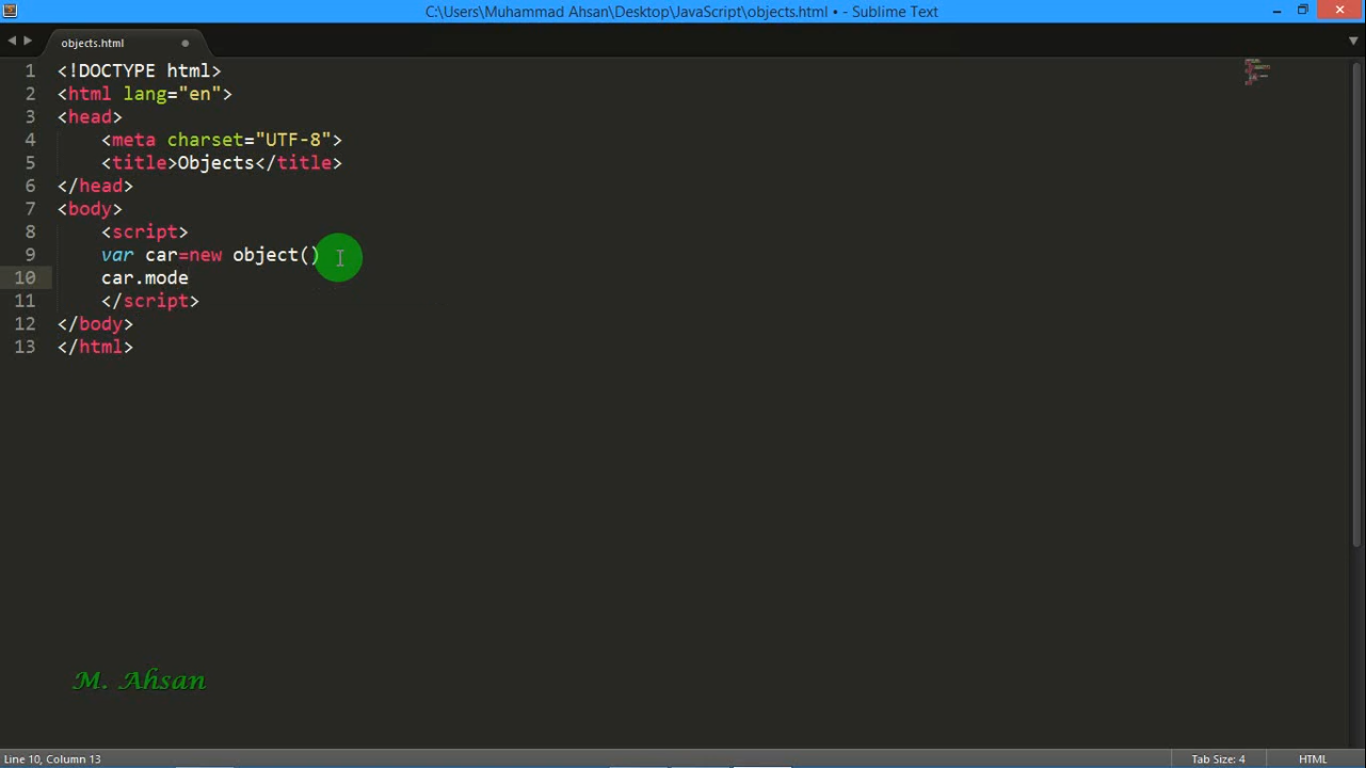 C:\Users\Muhammad Ahsan\Desktop\JavaScript\objects.html • - Sublime Text
objects.html
1 <!DOCTYPE html>
2 <html lang="en">
3 <head>
4 <meta charset="UTF-8">
5 <title>Objects</title>
6 </head>
7 <body>
8 <script>
9 var car=new object()
10 car.mode
11 </script>
12 </body>
13 </html>
M. Ahsan
Line 10, Column 13 Tab Size: 4 HTML